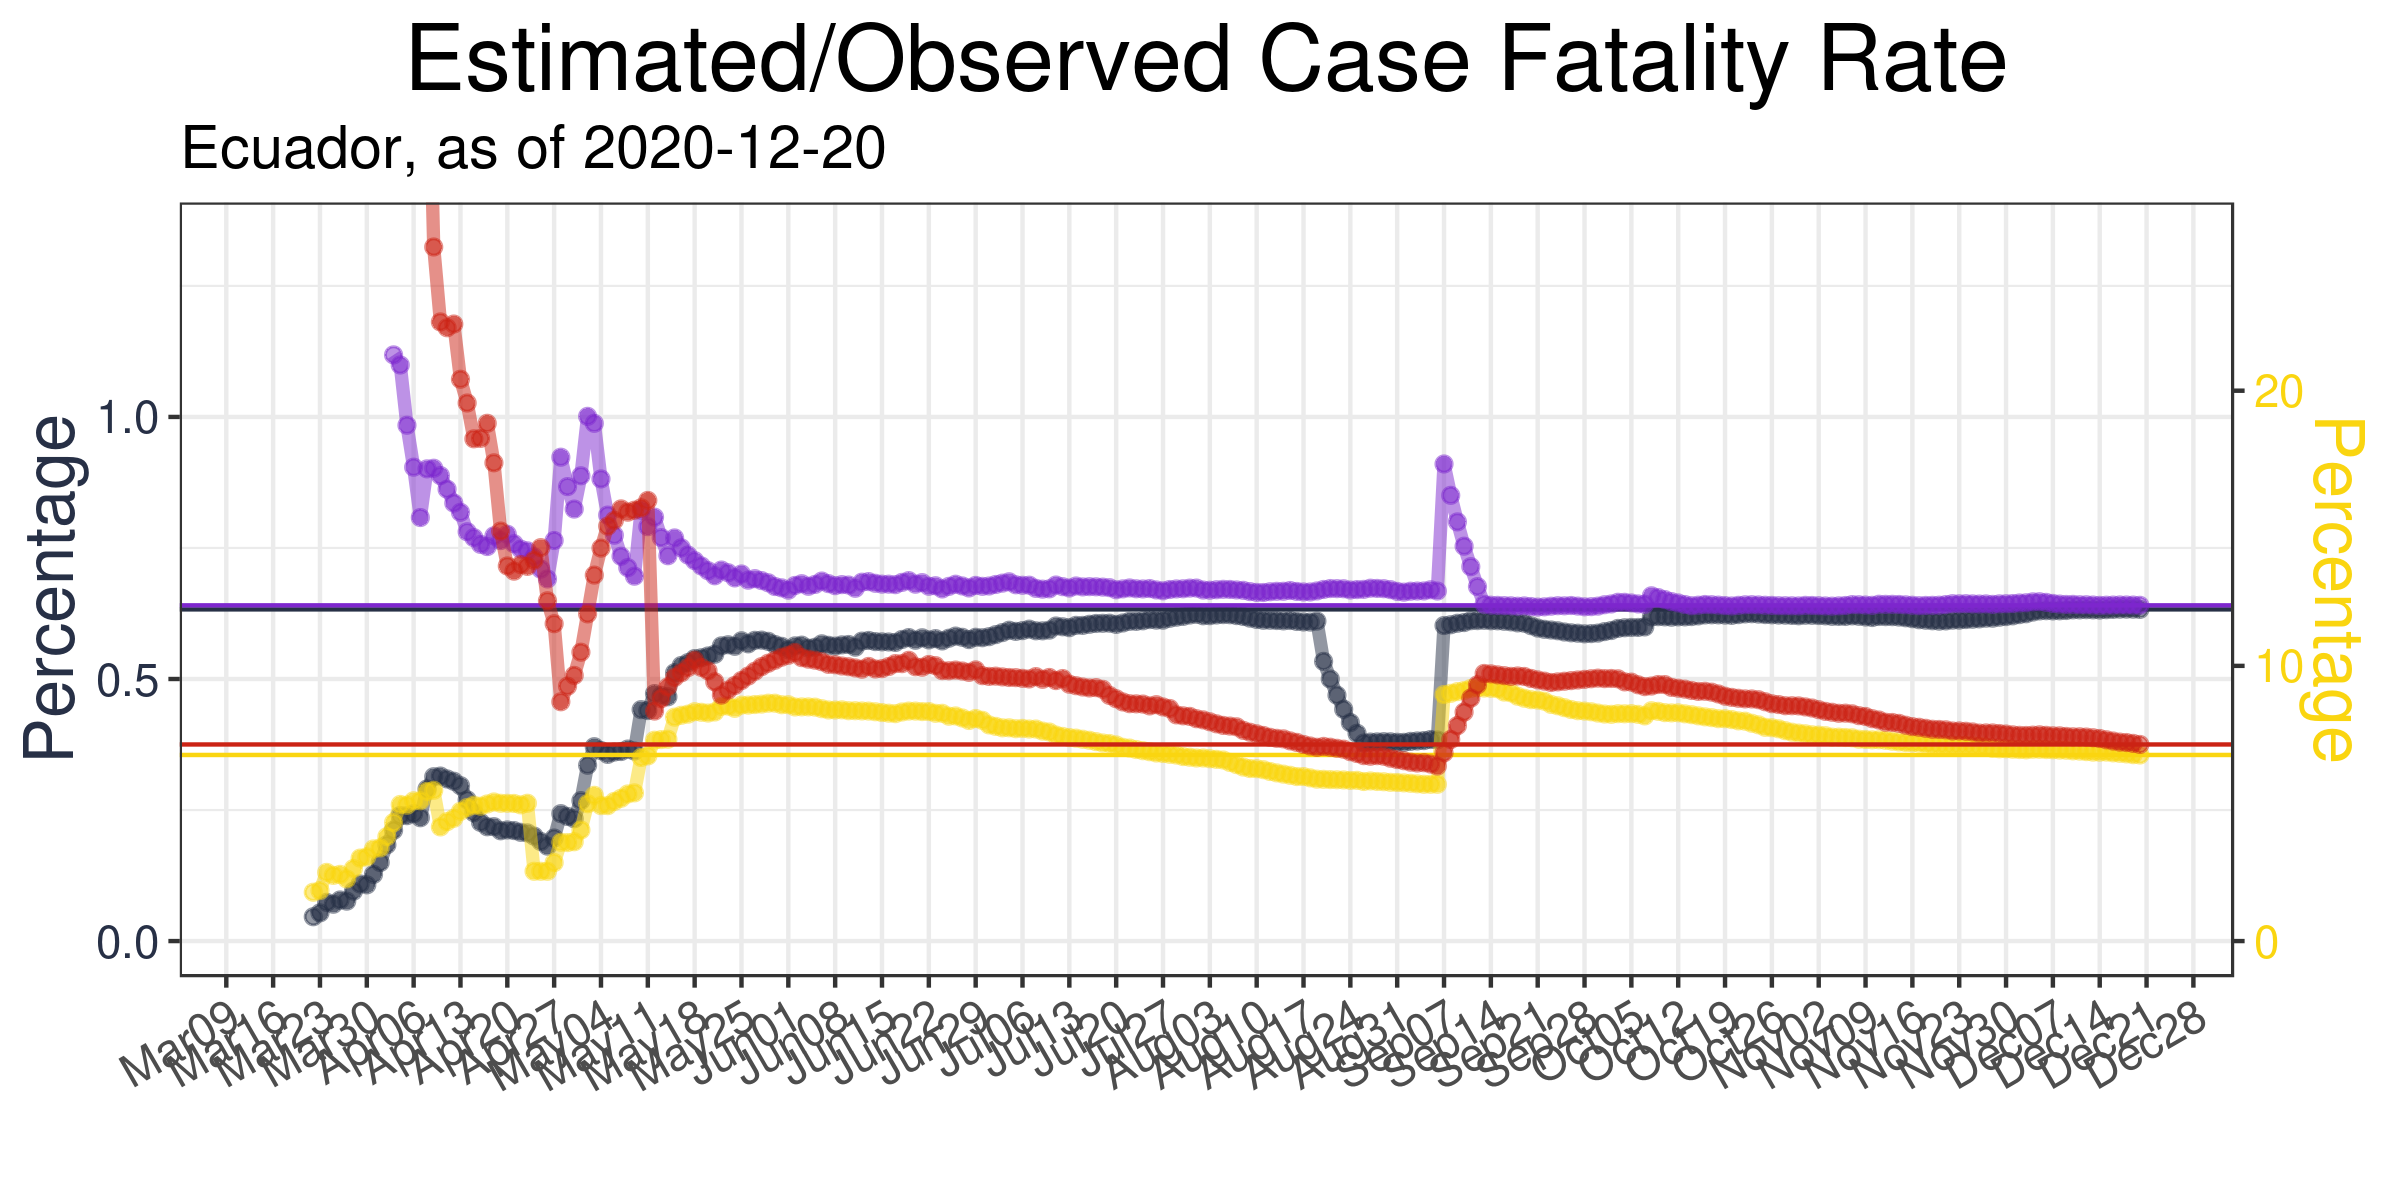 Estimated/Observed Case Fatality Rate
Ecuador, as of 2020-12-20
Percentage
1.0
0.5
0.0
20
10
0
Percentage
Mar09
Mar16
Mar23
Mar30
Apr06
Apr13
Apr20
Apr27
May04
May11
May18
May25
Jun01
Jun08
Jun15
Jun22
Jun29
Jul06
Jul13
Jul20
Jul27
Aug03
Aug10
Aug17
Aug24
Aug31
Sep07
Sep14
Sep21
Sep28
Oct05
Oct12
Oct19
Oct26
Nov02
Nov09
Nov16
Nov23
Nov30
Dec07
Dec14
Dec21
Dec28